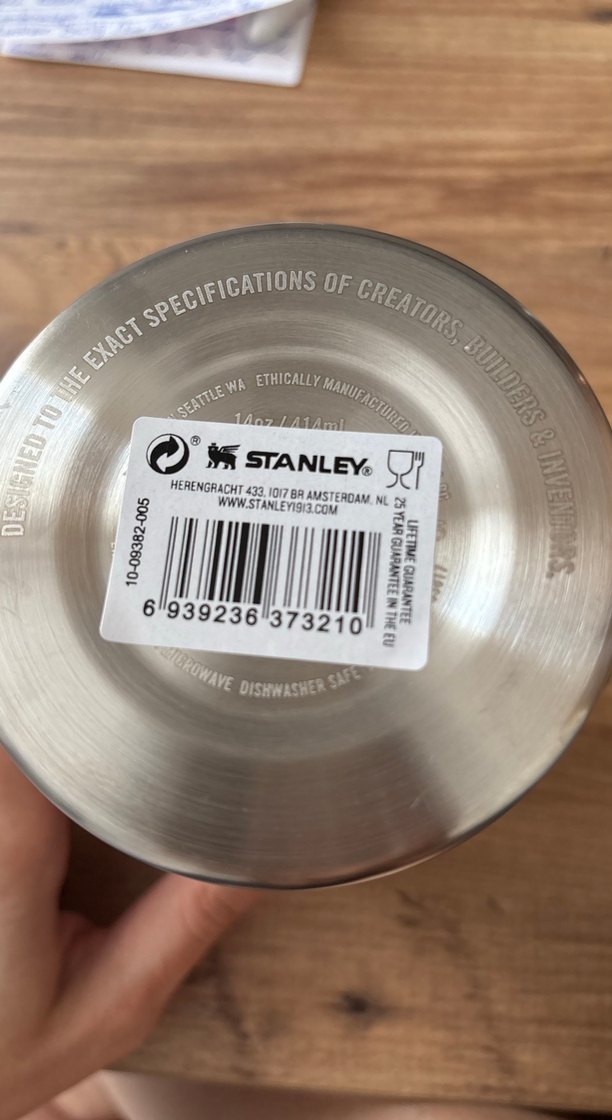 DESIGNED TO THE EXACT SPECIFICATIONS OF CREATORS, BUILDERS & INVENTORS.
SEATTLE WA ETHICALLY MANUFACTURED
14oz / 414ml
® STANLEY®
HERENGRACHT 433, 1017 BR AMSTERDAM, NL
WWW.STANLEY1913.COM
10-09382-005
6 939236 373210
LIFETIME GUARANTEE
25 YEAR GUARANTEE IN THE EU
MICROWAVE DISHWASHER SAFE